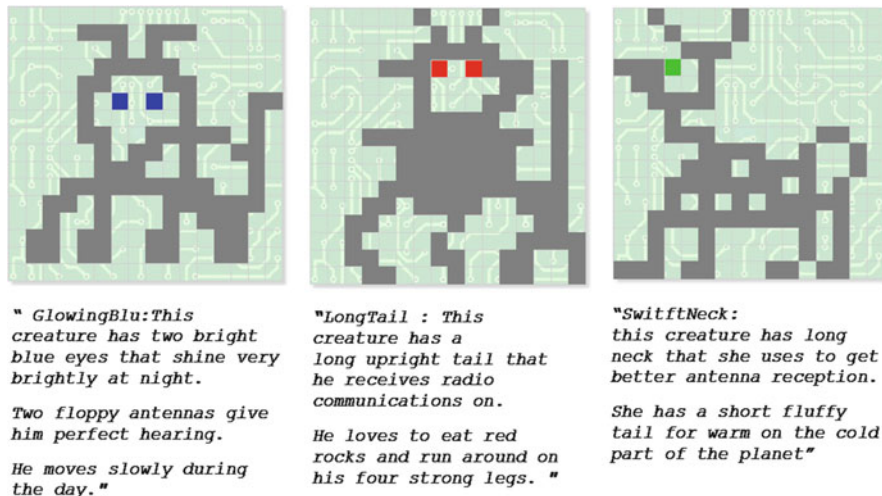 “ GlowingBlu:This
creature has two bright
blue eyes that shine very
brightly at night.
Two floppy antennas give
him perfect hearing.
He moves slowly during
the day."
"LongTail : This
creature has a
long upright tail that
he receives radio
communications on.
He loves to eat red
rocks and run around on
his four strong legs. "
“SwitftNeck:
this creature has long
neck that she uses to get
better antenna reception.
She has a short fluffy
tail for warm on the cold
part of the planet”